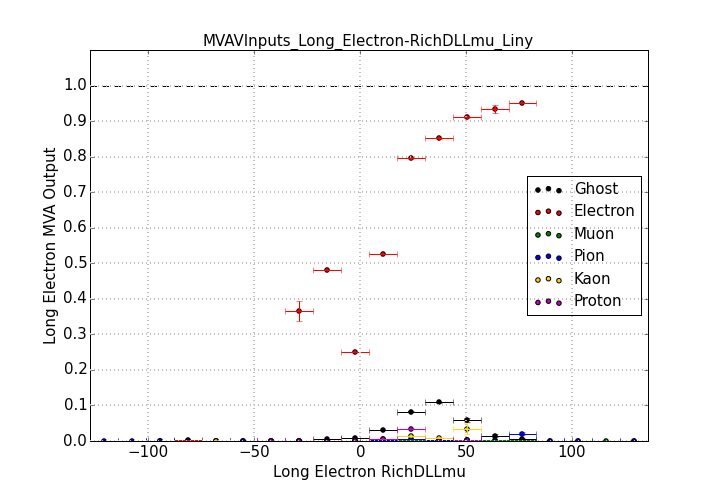 MVAVInputs_Long_Electron-RichDLLmu_Liny
Long Electron MVA Output
1.0
0.9
0.8
0.7
0.6
0.5
0.4
0.3
0.2
0.1
0.0
Ghost
Electron
Muon
Pion
Kaon
Proton
−100
−50
0
50
100
Long Electron RichDLLmu